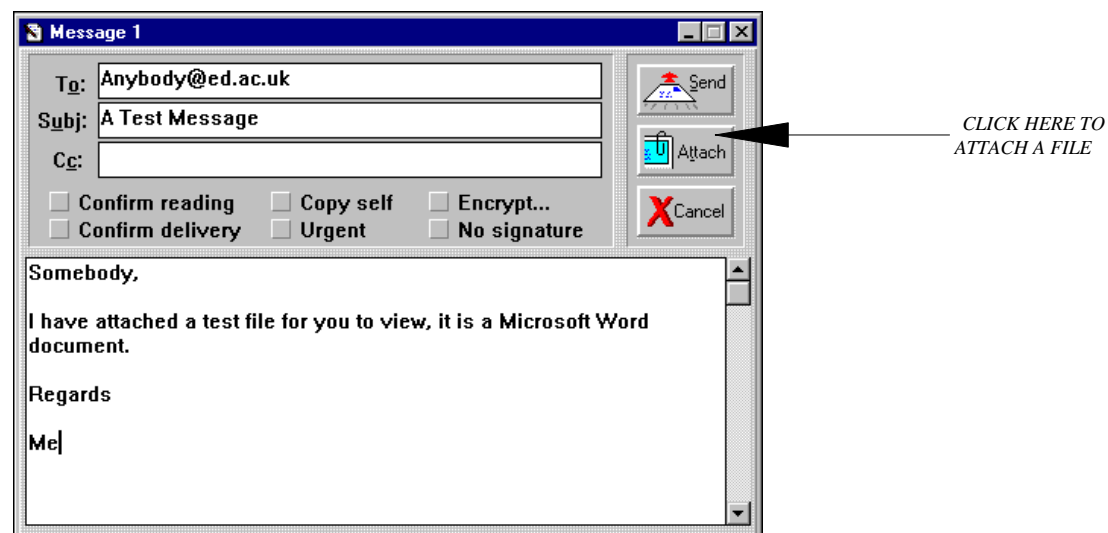 Message 1
To: Anybody@ed.ac.uk
Send
Subj: A Test Message
Attach
CLICK HERE TO
ATTACH A FILE
Cc:
Cancel
Confirm reading Copy self Encrypt...
Confirm delivery Urgent No signature
Somebody,
I have attached a test file for you to view, it is a Microsoft Word
document.
Regards
Me